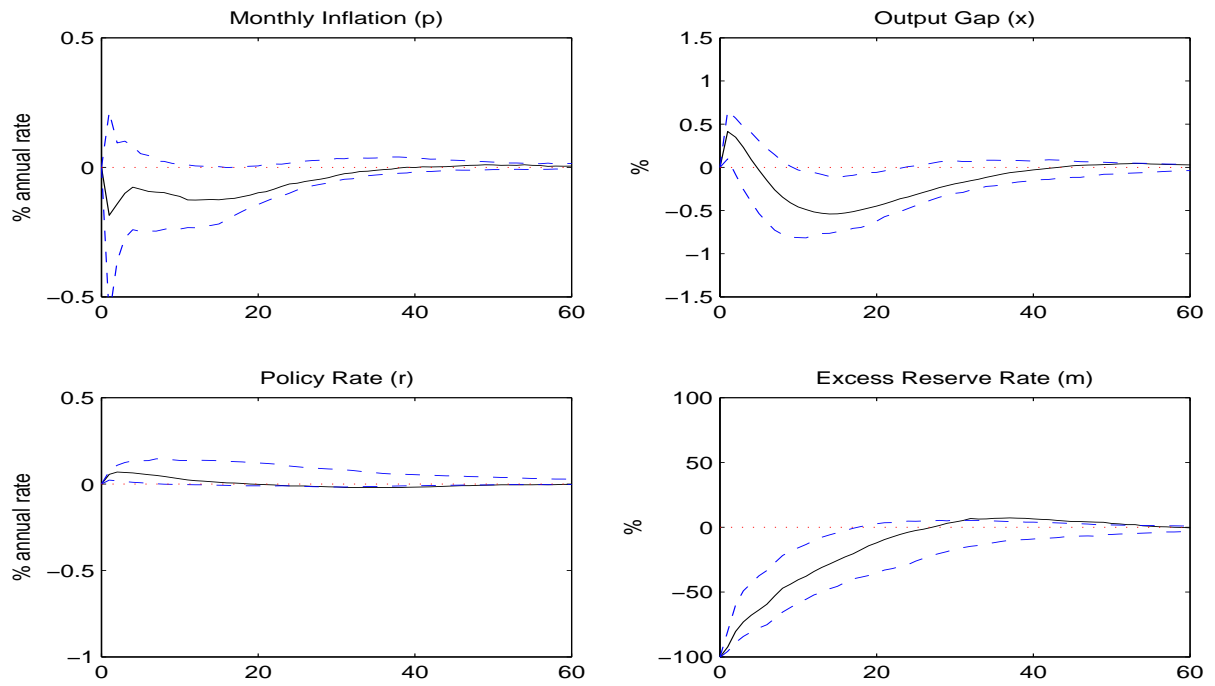 Monthly Inflation (p)
0.5
0
−0.5
% annual rate
0 20 40 60
Output Gap (x)
1.5
1
0.5
0
−0.5
−1
−1.5
%
0 20 40 60
Policy Rate (r)
0.5
0
−0.5
−1
% annual rate
0 20 40 60
Excess Reserve Rate (m)
100
50
0
−50
−100
%
0 20 40 60